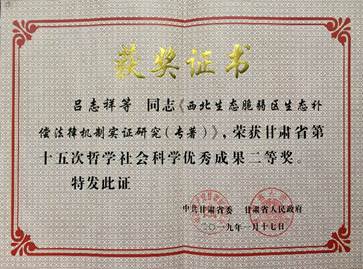 获奖证书
吕志祥等 同志《西北生态脆弱区生态补
偿法律机制实证研究(专著)》,荣获甘肃省第
十五次哲学社会科学优秀成果二等奖。
特发此证
中共甘肃省委 甘肃省人民政府
二〇一九年一月十七日